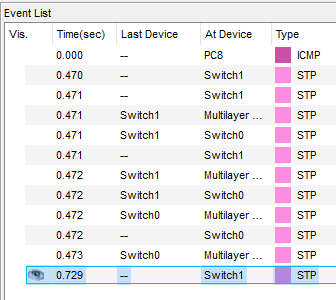 Event List
Vis. Time(sec) Last Device At Device Type
0.000 -- PC8 ICMP
0.470 -- Switch1 STP
0.471 -- Switch1 STP
0.471 Switch1 Multilayer ... STP
0.471 Switch1 Switch0 STP
0.471 -- Switch1 STP
0.472 Switch1 Multilayer ... STP
0.472 Switch1 Switch0 STP
0.472 Switch0 Multilayer ... STP
0.472 -- Switch0 STP
0.473 Switch0 Multilayer ... STP
0.729 -- Switch1 STP